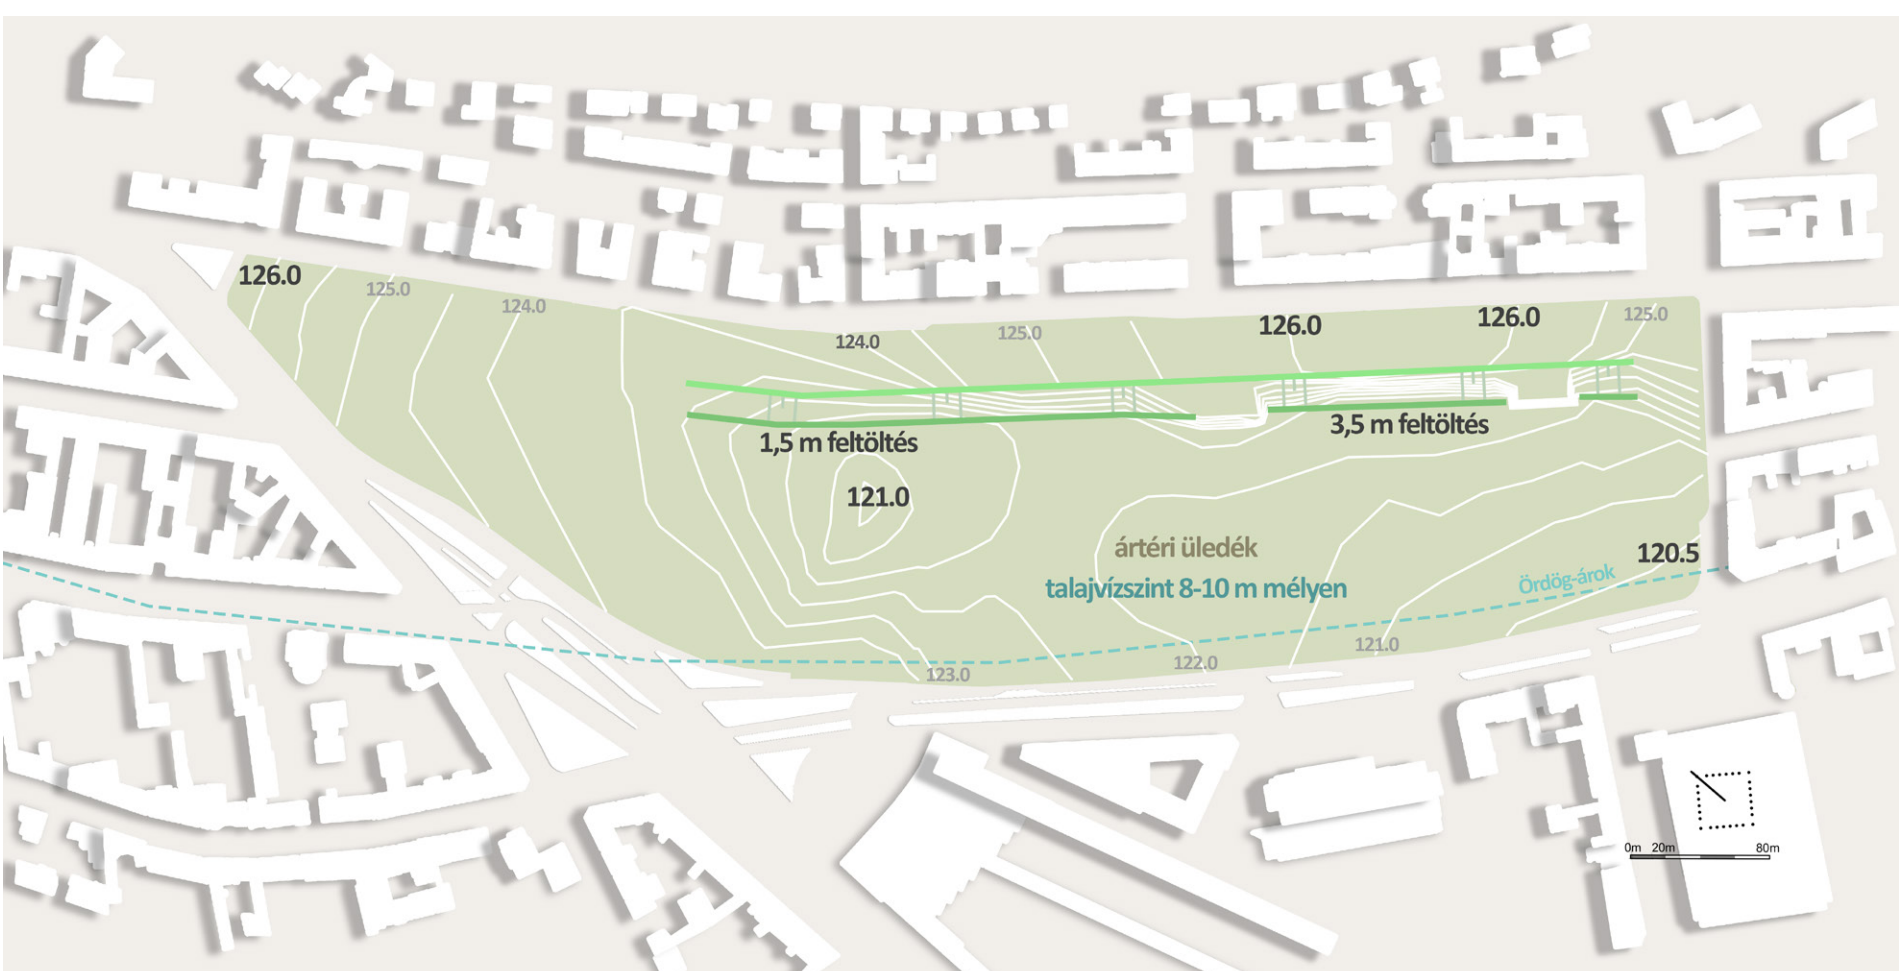 126.0
125.0
124.0
124.0
125.0
126.0
126.0
125.0
1,5 m feltöltés
3,5 m feltöltés
121.0
ártéri üledék
talajvízszint 8-10 m mélyen
120.5
Ördög-árok
123.0
122.0
121.0
0m 20m 80m